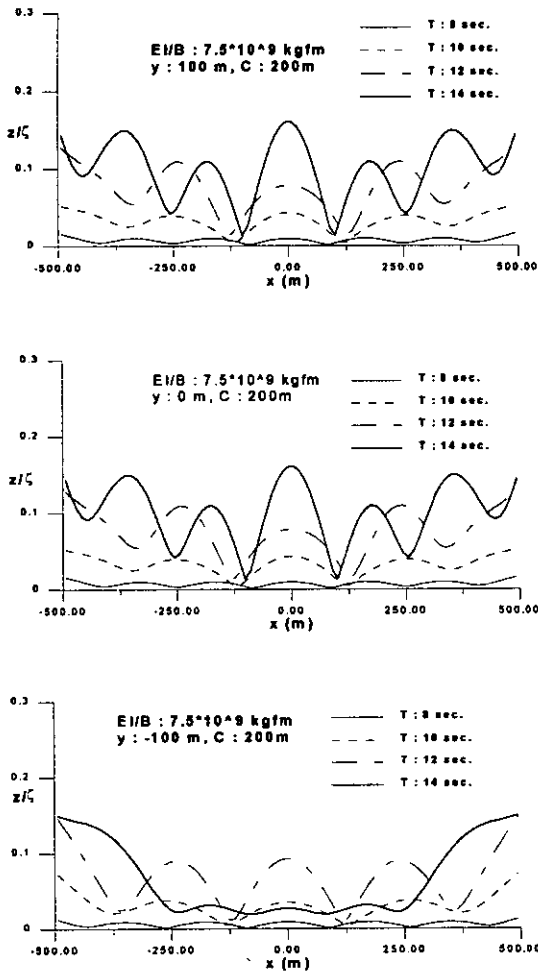 EI/B : 7.5*10^9 kgfm
y : 100 m, C : 200m
T : 8 sec.
T : 10 sec.
T : 12 sec.
T : 14 sec.
0.3
0.2
z/ζ
0.1
0
-500.00 -250.00 0.00 250.00 500.00
x (m)
EI/B : 7.5*10^9 kgfm
y : 0 m, C : 200m
T : 8 sec.
T : 10 sec.
T : 12 sec.
T : 14 sec.
0.3
0.2
z/ζ
0.1
0
-500.00 -250.00 0.00 250.00 500.00
x (m)
EI/B : 7.5*10^9 kgfm
y : -100 m, C : 200m
T : 8 sec.
T : 10 sec.
T : 12 sec.
T : 14 sec.
0.3
0.2
z/ζ
0.1
0
-500.00 -250.00 0.00 250.00 500.00
x (m)